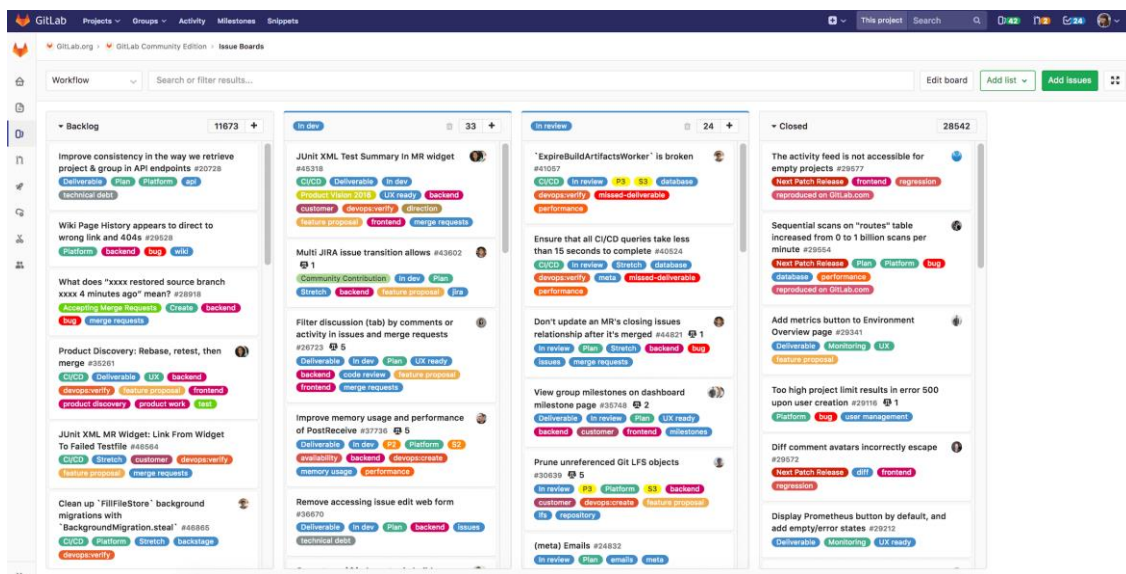 GitLab Projects Groups Activity Milestones Snippets This project Search 42 2 24
GitLab.org > GitLab Community Edition > Issue Boards
Workflow Search or filter results... Edit board Add list Add issues
Backlog 11673 +
Improve consistency in the way we retrieve
project & group in API endpoints #20728
Deliverable Plan Platform api
technical debt
Wiki Page History appears to direct to
wrong link and 404s #29528
Platform backend bug wiki
What does "xxxx restored source branch
xxxx 4 minutes ago" mean? #28918
Accepting Merge Requests Create backend
bug merge requests
Product Discovery: Rebase, retest, then
merge #35261
CI/CD Deliverable UX backend
devops:verify feature proposal frontend
product discovery product work test
JUnit XML MR Widget: Link From Widget
To Failed Testfile #46564
CI/CD Stretch customer devops:verify
feature proposal merge requests
Clean up `FillFileStore` background
migrations with
`BackgroundMigration.steal` #46865
CI/CD Platform Stretch backstage
devops:verify
In dev 33 +
JUnit XML Test Summary In MR widget
#45318
CI/CD Deliverable In dev
Product Vision 2018 UX ready backend
customer devops:verify direction
feature proposal frontend merge requests
Multi JIRA issue transition allows #43602
1
Community Contribution In dev Plan
Stretch backend feature proposal jira
Filter discussion (tab) by comments or
activity in issues and merge requests
#26723 5
Deliverable In dev Plan UX ready
backend code review feature proposal
frontend merge requests
Improve memory usage and performance
of PostReceive #37736 5
Deliverable In dev P2 Platform S2
availability backend devops:create
memory usage performance
Remove accessing issue edit web form
#36670
Deliverable In dev Plan backend issues
technical debt
In review 24 +
`ExpireBuildArtifactsWorker` is broken
#41057
CI/CD In review P3 S3 database
devops:verify missed-deliverable
performance
Ensure that all CI/CD queries take less
than 15 seconds to complete #40524
CI/CD In review Stretch database
devops:verify meta missed-deliverable
performance
Don't update an MR's closing issues
relationship after it's merged #44821 1
In review Plan Stretch backend bug
issues merge requests
View group milestones on dashboard
milestone page #35748 2
Deliverable In review Plan UX ready
backend customer frontend milestones
Prune unreferenced Git LFS objects
#30639 5
In review P3 Platform S3 backend
customer devops:create feature proposal
lfs repository
(meta) Emails #24832
In review Plan emails meta
Closed 28542
The activity feed is not accessible for
empty projects #29577
Next Patch Release frontend regression
reproduced on GitLab.com
Sequential scans on "routes" table
increased from 0 to 1 billion scans per
minute #29554
Next Patch Release Plan Platform bug
database performance
reproduced on GitLab.com
Add metrics button to Environment
Overview page #29341
Deliverable Monitoring UX
feature proposal
Too high project limit results in error 500
upon user creation #29116 1
Platform bug user management
Diff comment avatars incorrectly escape
#29572
Next Patch Release diff frontend
regression
Display Prometheus button by default, and
add empty/error states #29212
Deliverable Monitoring UX ready